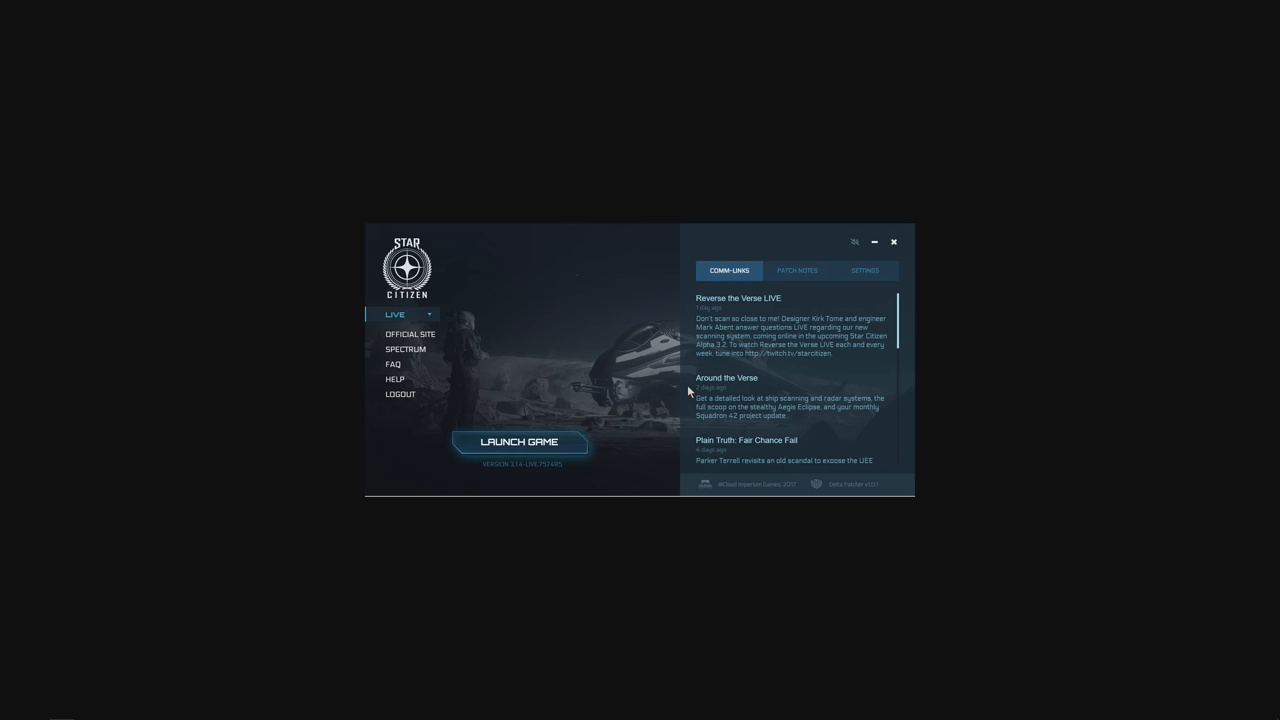 STAR
CITIZEN
LIVE
OFFICIAL SITE
SPECTRUM
FAQ
HELP
LOGOUT
LAUNCH GAME
VERSION 3.1.4-LIVE.757485
COMM-LINKS
PATCH NOTES
SETTINGS
Reverse the Verse LIVE
1 day ago
Don't scan so close to me! Designer Kirk Tome and engineer
Mark Abent answer questions LIVE regarding our new
scanning system, coming online in the upcoming Star Citizen
Alpha 3.2. To watch Reverse the Verse LIVE each and every
week, tune into http://twitch.tv/starcitizen.
Around the Verse
2 days ago
Get a detailed look at ship scanning and radar systems, the
full scoop on the stealthy Aegis Eclipse, and your monthly
Squadron 42 project update.
Plain Truth: Fair Chance Fail
4 days ago
Parker Terrell revisits an old scandal to expose the UEE
©Cloud Imperium Games, 2017
Delta Patcher v1.0.1